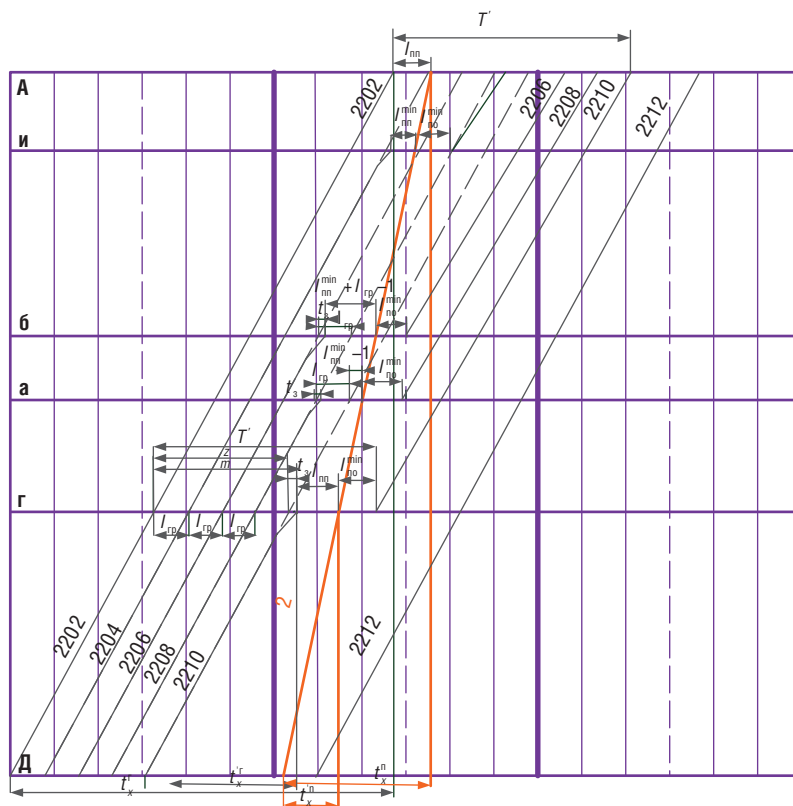 T′
I пп
А
2202
2206
2208
2210
2212
I min пп
I min по
и
I min пп + I гр −1
t з
I гр
I min по
б
I min пп −1
I гр
I min по
t з
а
T′
z
m
t з
I пп
I min по
г
I гр
I гр
I гр
2
2202
2204
2206
2208
2210
2212
Д
t г x
t ′г x
t п x
t ′п x